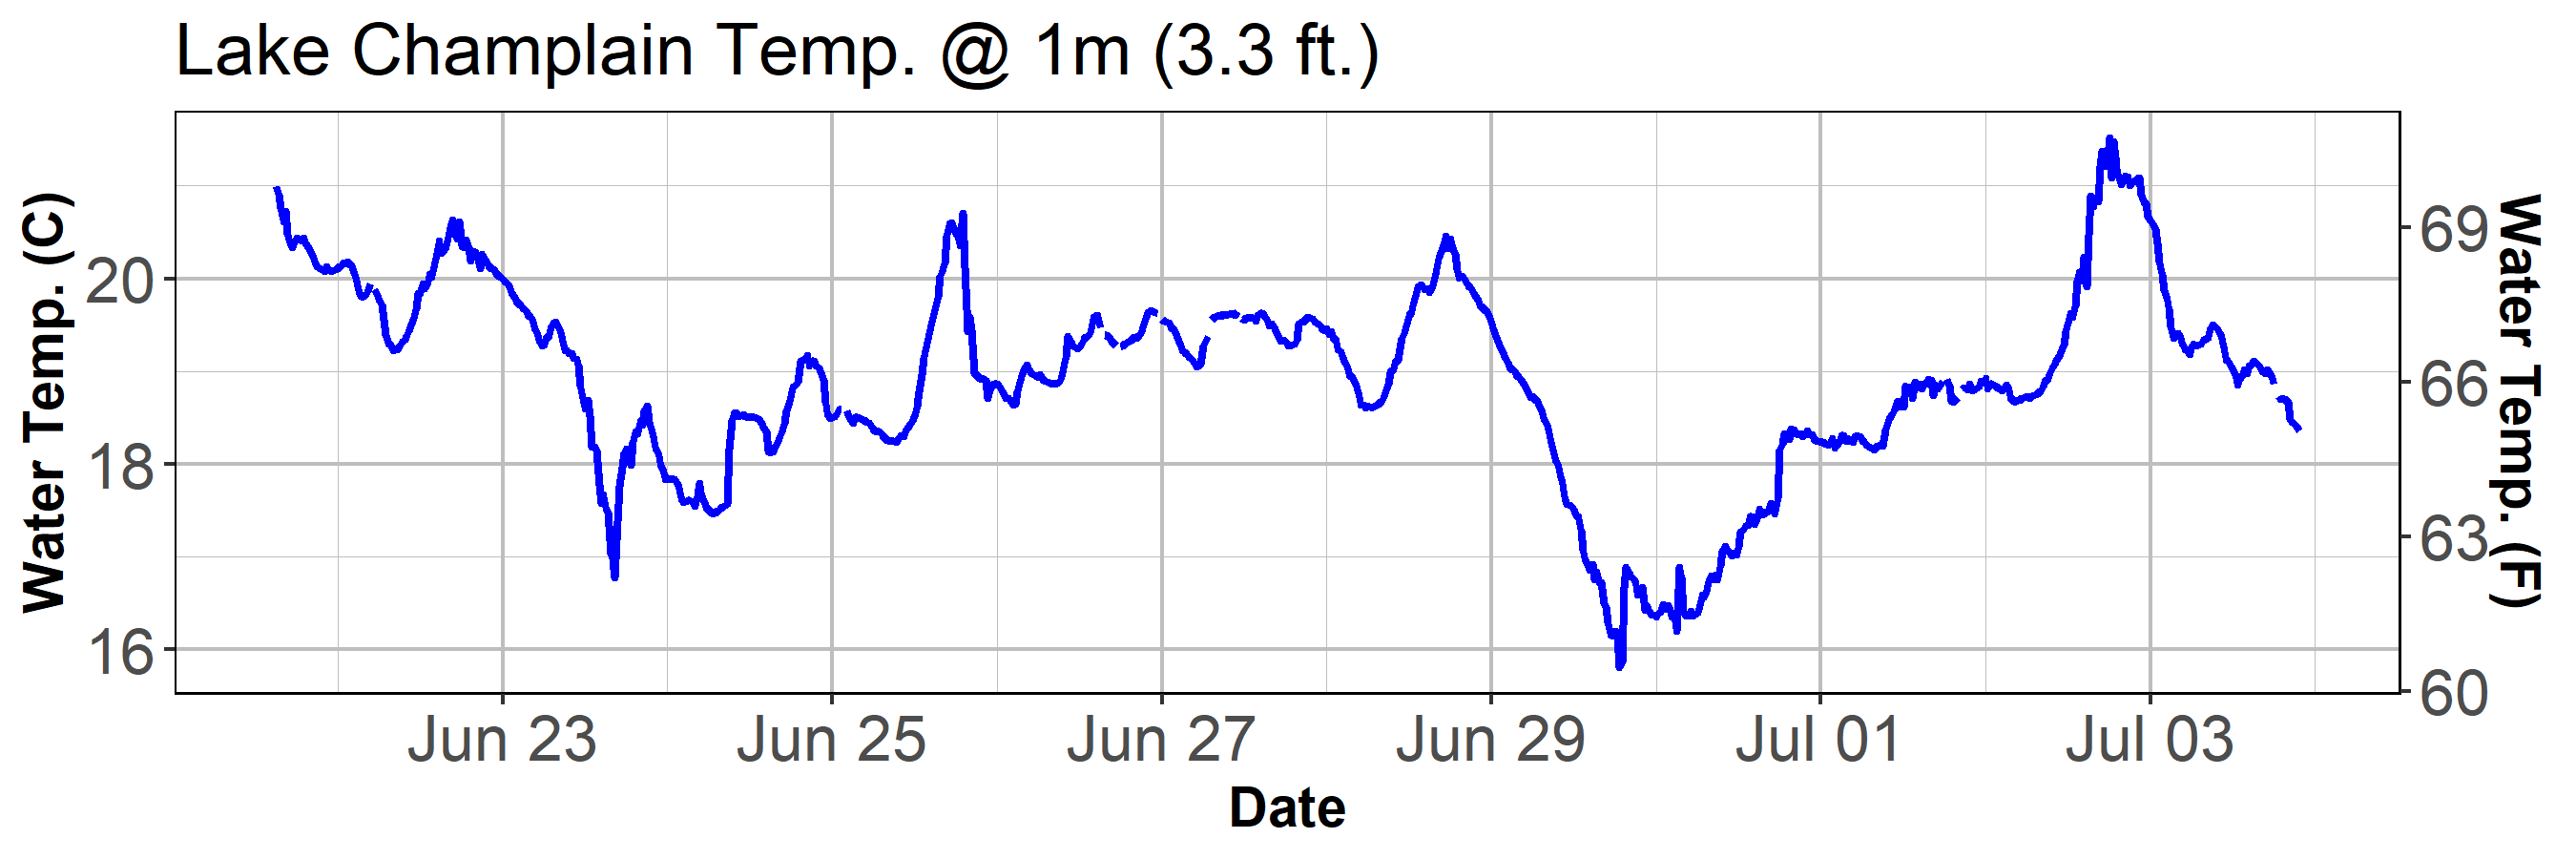 Lake Champlain Temp. @ 1m (3.3 ft.)
Water Temp. (C)
20
18
16
69
66
63
60
Water Temp. (F)
Jun 23 Jun 25 Jun 27 Jun 29 Jul 01 Jul 03
Date